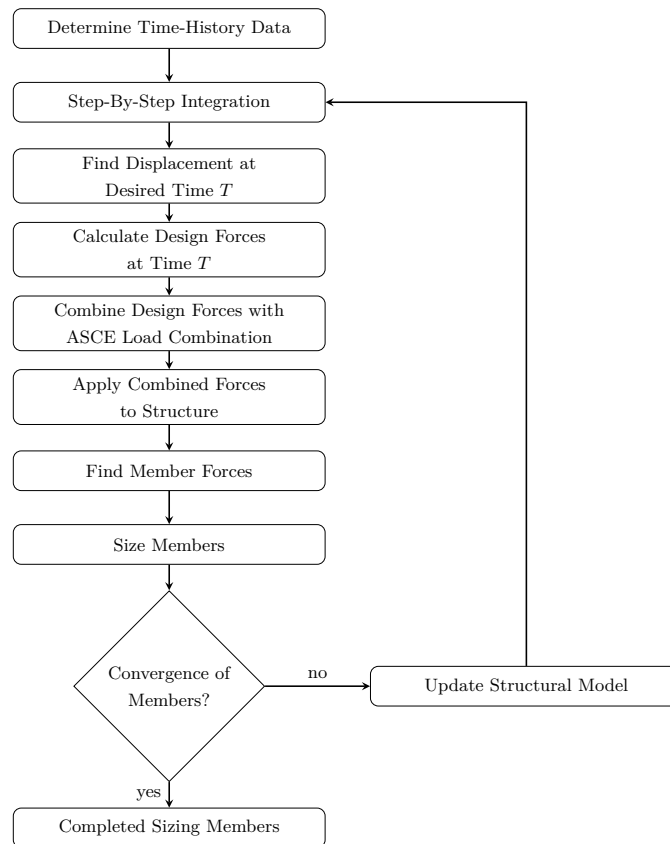 Determine Time-History Data
Step-By-Step Integration
Find Displacement at
Desired Time T
Calculate Design Forces
at Time T
Combine Design Forces with
ASCE Load Combination
Apply Combined Forces
to Structure
Find Member Forces
Size Members
Convergence of
Members?
no
Update Structural Model
yes
Completed Sizing Members